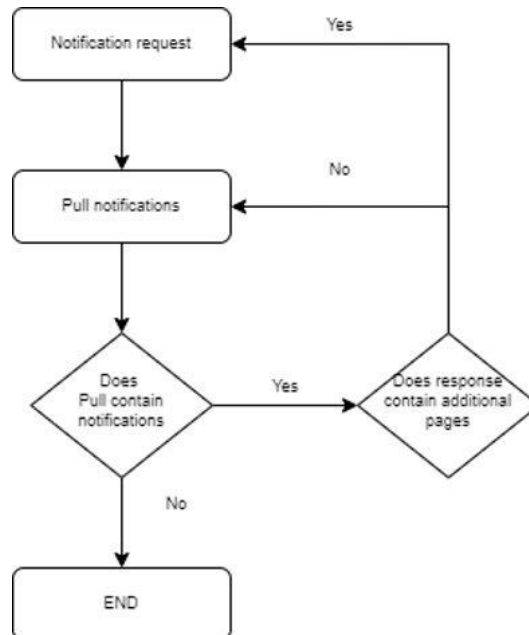 Yes
Notification request
No
Pull notifications
Does
Pull contain
notifications
Yes
Does response
contain additional
pages
No
END